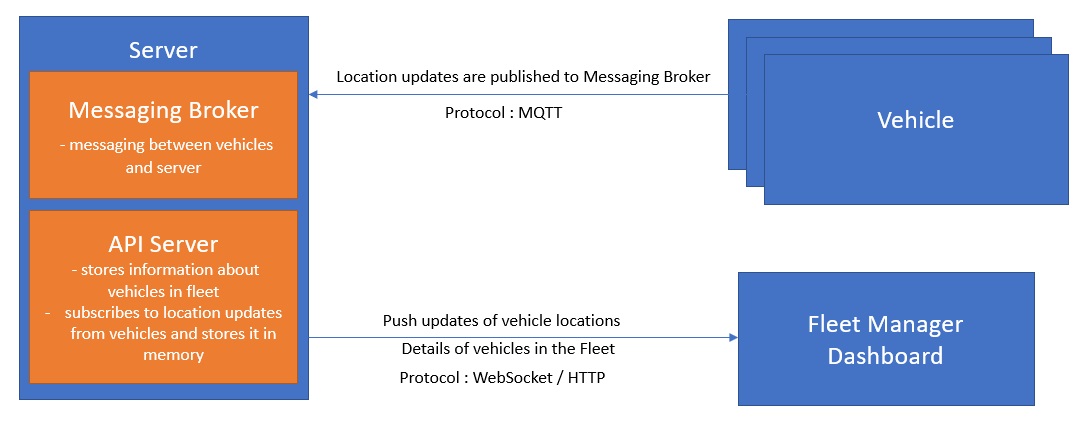 Server
Messaging Broker
- messaging between vehicles
and server
API Server
- stores information about
vehicles in fleet
- subscribes to location updates
from vehicles and stores it in
memory
Location updates are published to Messaging Broker
Protocol : MQTT
Vehicle
Push updates of vehicle locations
Details of vehicles in the Fleet
Protocol : WebSocket / HTTP
Fleet Manager
Dashboard